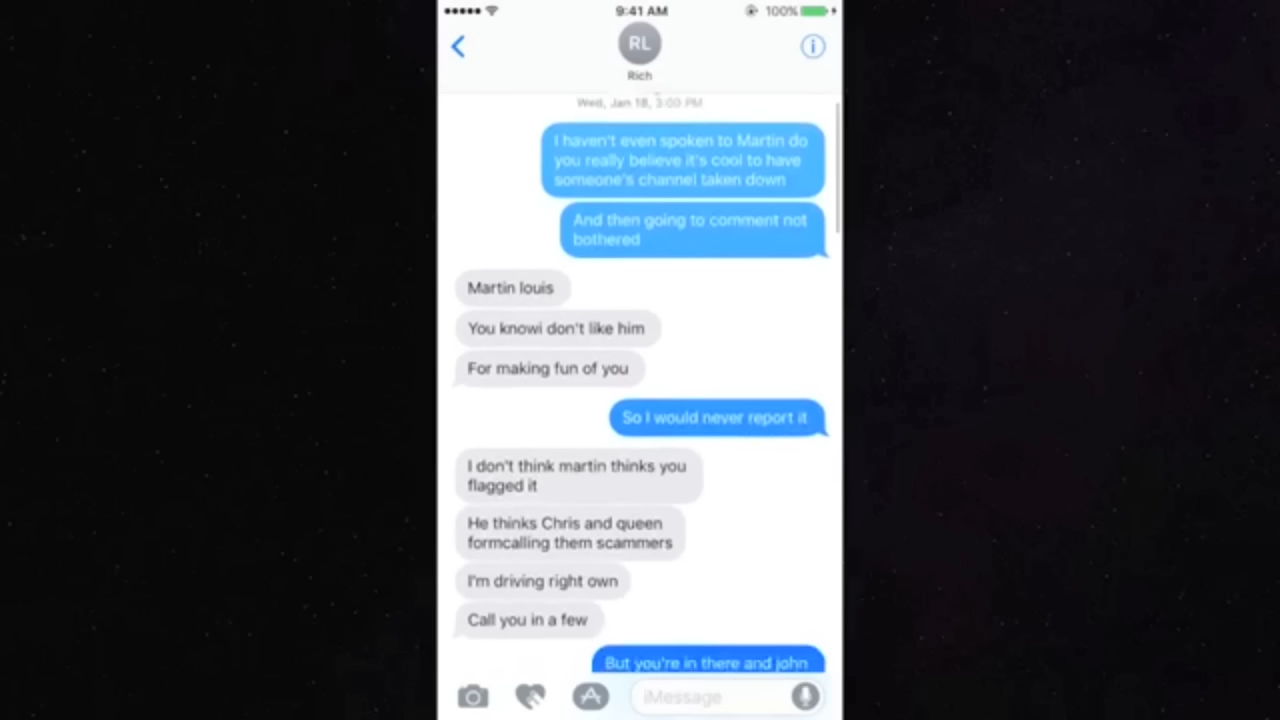 9:41 AM
100%
RL
Rich
Wed, Jan 18, 3:03 PM
I haven't even spoken to Martin do
you really believe it's cool to have
someone's channel taken down
And then going to comment not
bothered
Martin louis
You knowi don't like him
For making fun of you
So I would never report it
I don't think martin thinks you
flagged it
He thinks Chris and queen
formcalling them scammers
I'm driving right own
Call you in a few
But you're in there and john
iMessage